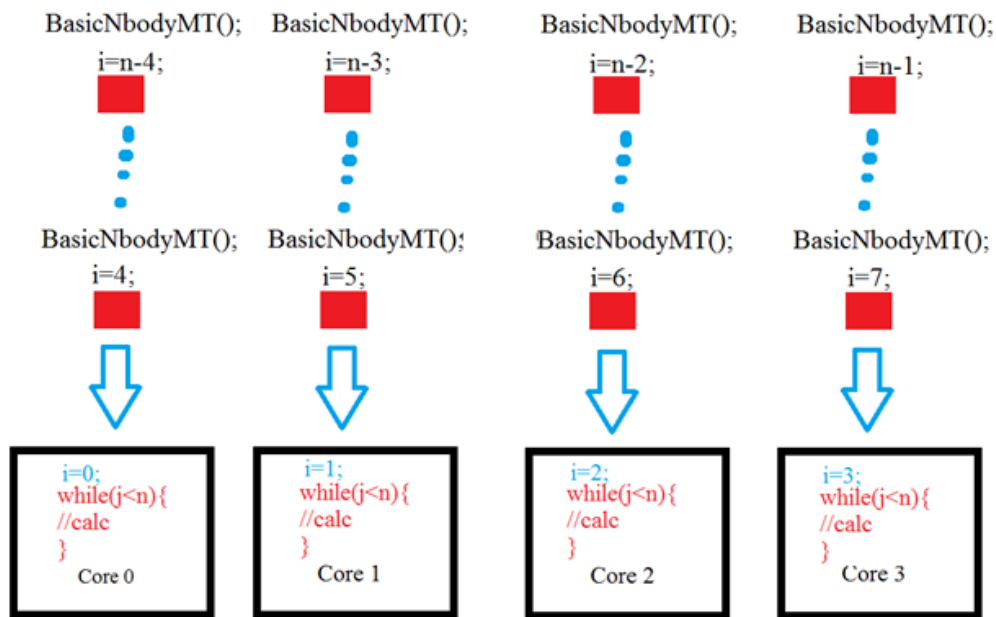 BasicNbodyMT(); BasicNbodyMT(); BasicNbodyMT(); BasicNbodyMT();
i=n-4; i=n-3; i=n-2; i=n-1;
BasicNbodyMT(); BasicNbodyMT(); BasicNbodyMT(); BasicNbodyMT();
i=4; i=5; i=6; i=7;
i=0;
while(j<n){
//calc
}
Core 0
i=1;
while(j<n){
//calc
}
Core 1
i=2;
while(j<n){
//calc
}
Core 2
i=3;
while(j<n){
//calc
}
Core 3